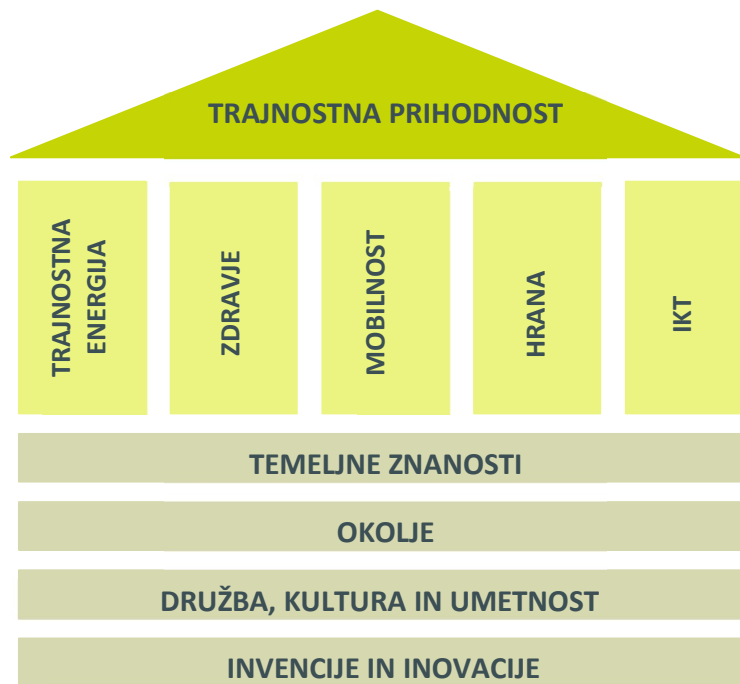 TRAJNOSTNA PRIHODNOST
TRAJNOSTNA
ENERGIJA
ZDRAVJE
MOBILNOST
HRANA
IKT
TEMELJNE ZNANOSTI
OKOLJE
DRUŽBA, KULTURA IN UMETNOST
INVENCIJE IN INOVACIJE